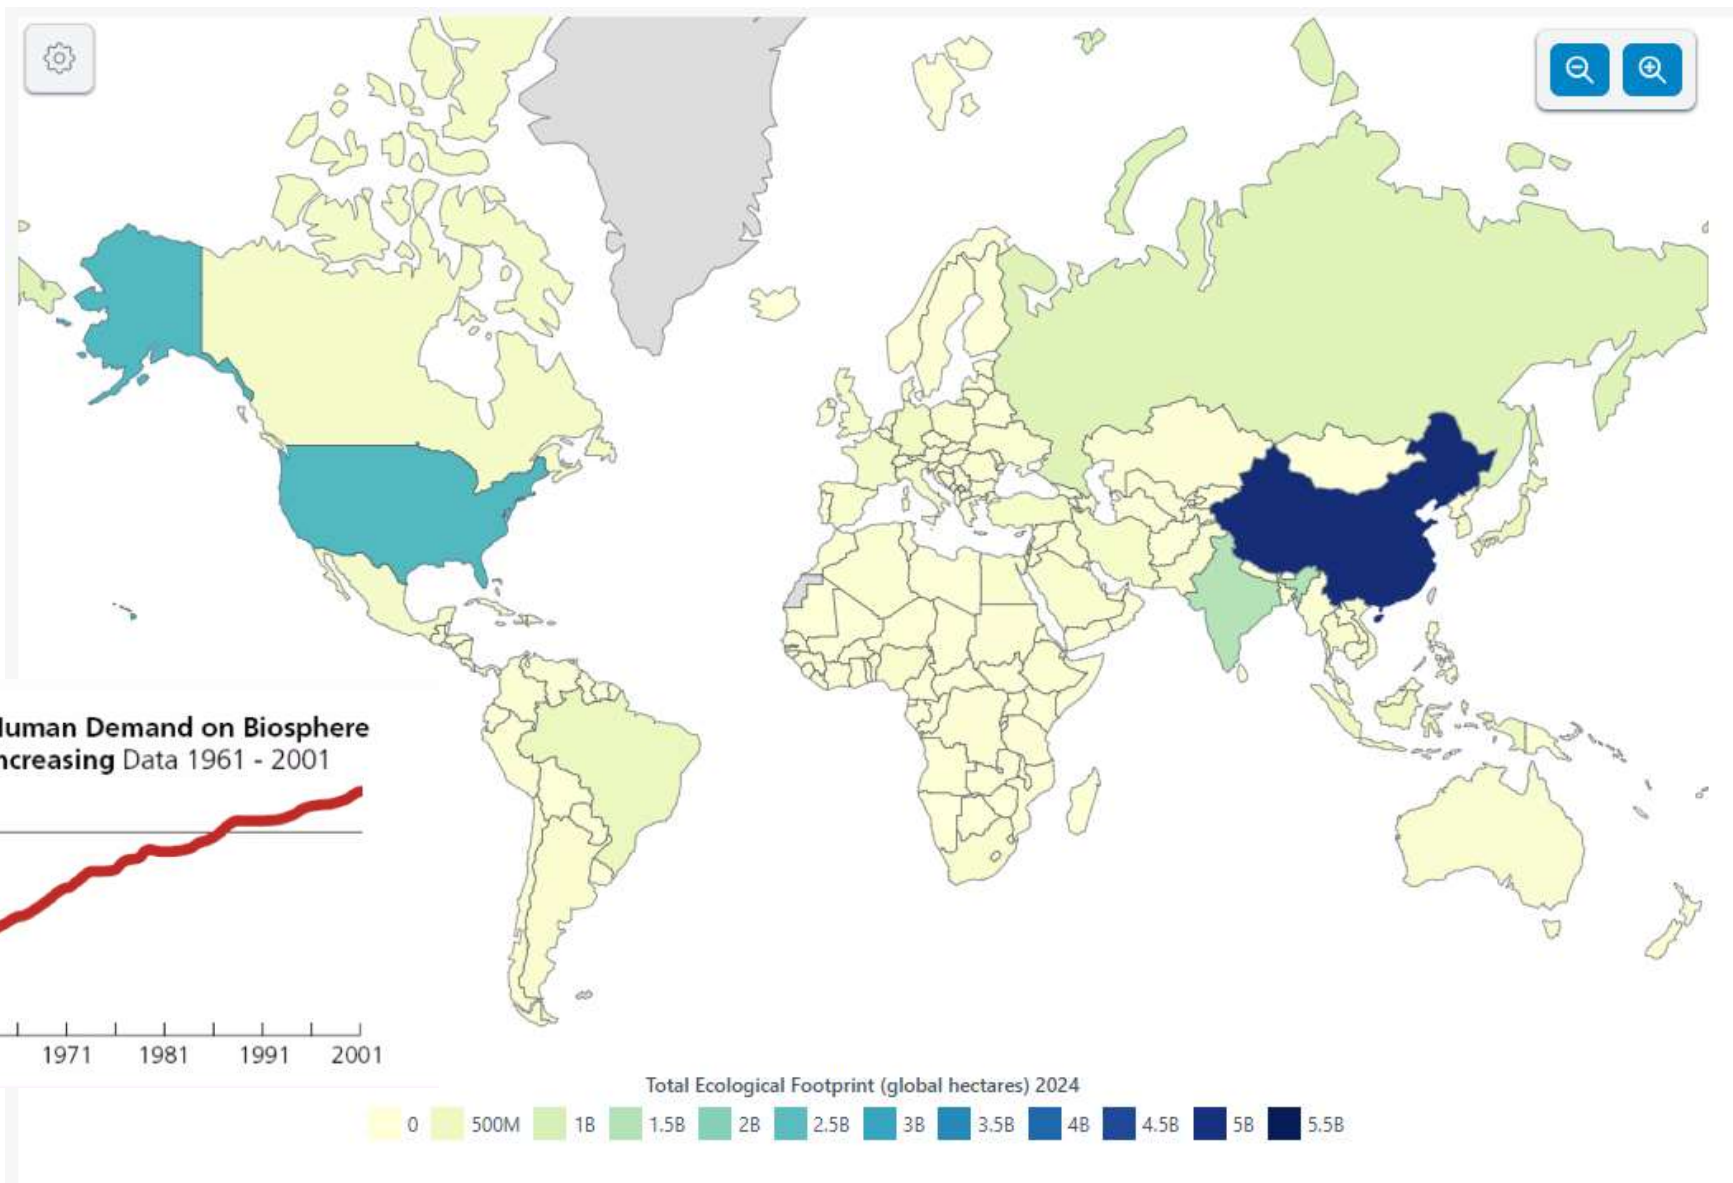 uman Demand on Biosphere
ncreasing Data 1961 - 2001
1971 1981 1991 2001
Total Ecological Footprint (global hectares) 2024
0 500M 1B 1.5B 2B 2.5B 3B 3.5B 4B 4.5B 5B 5.5B